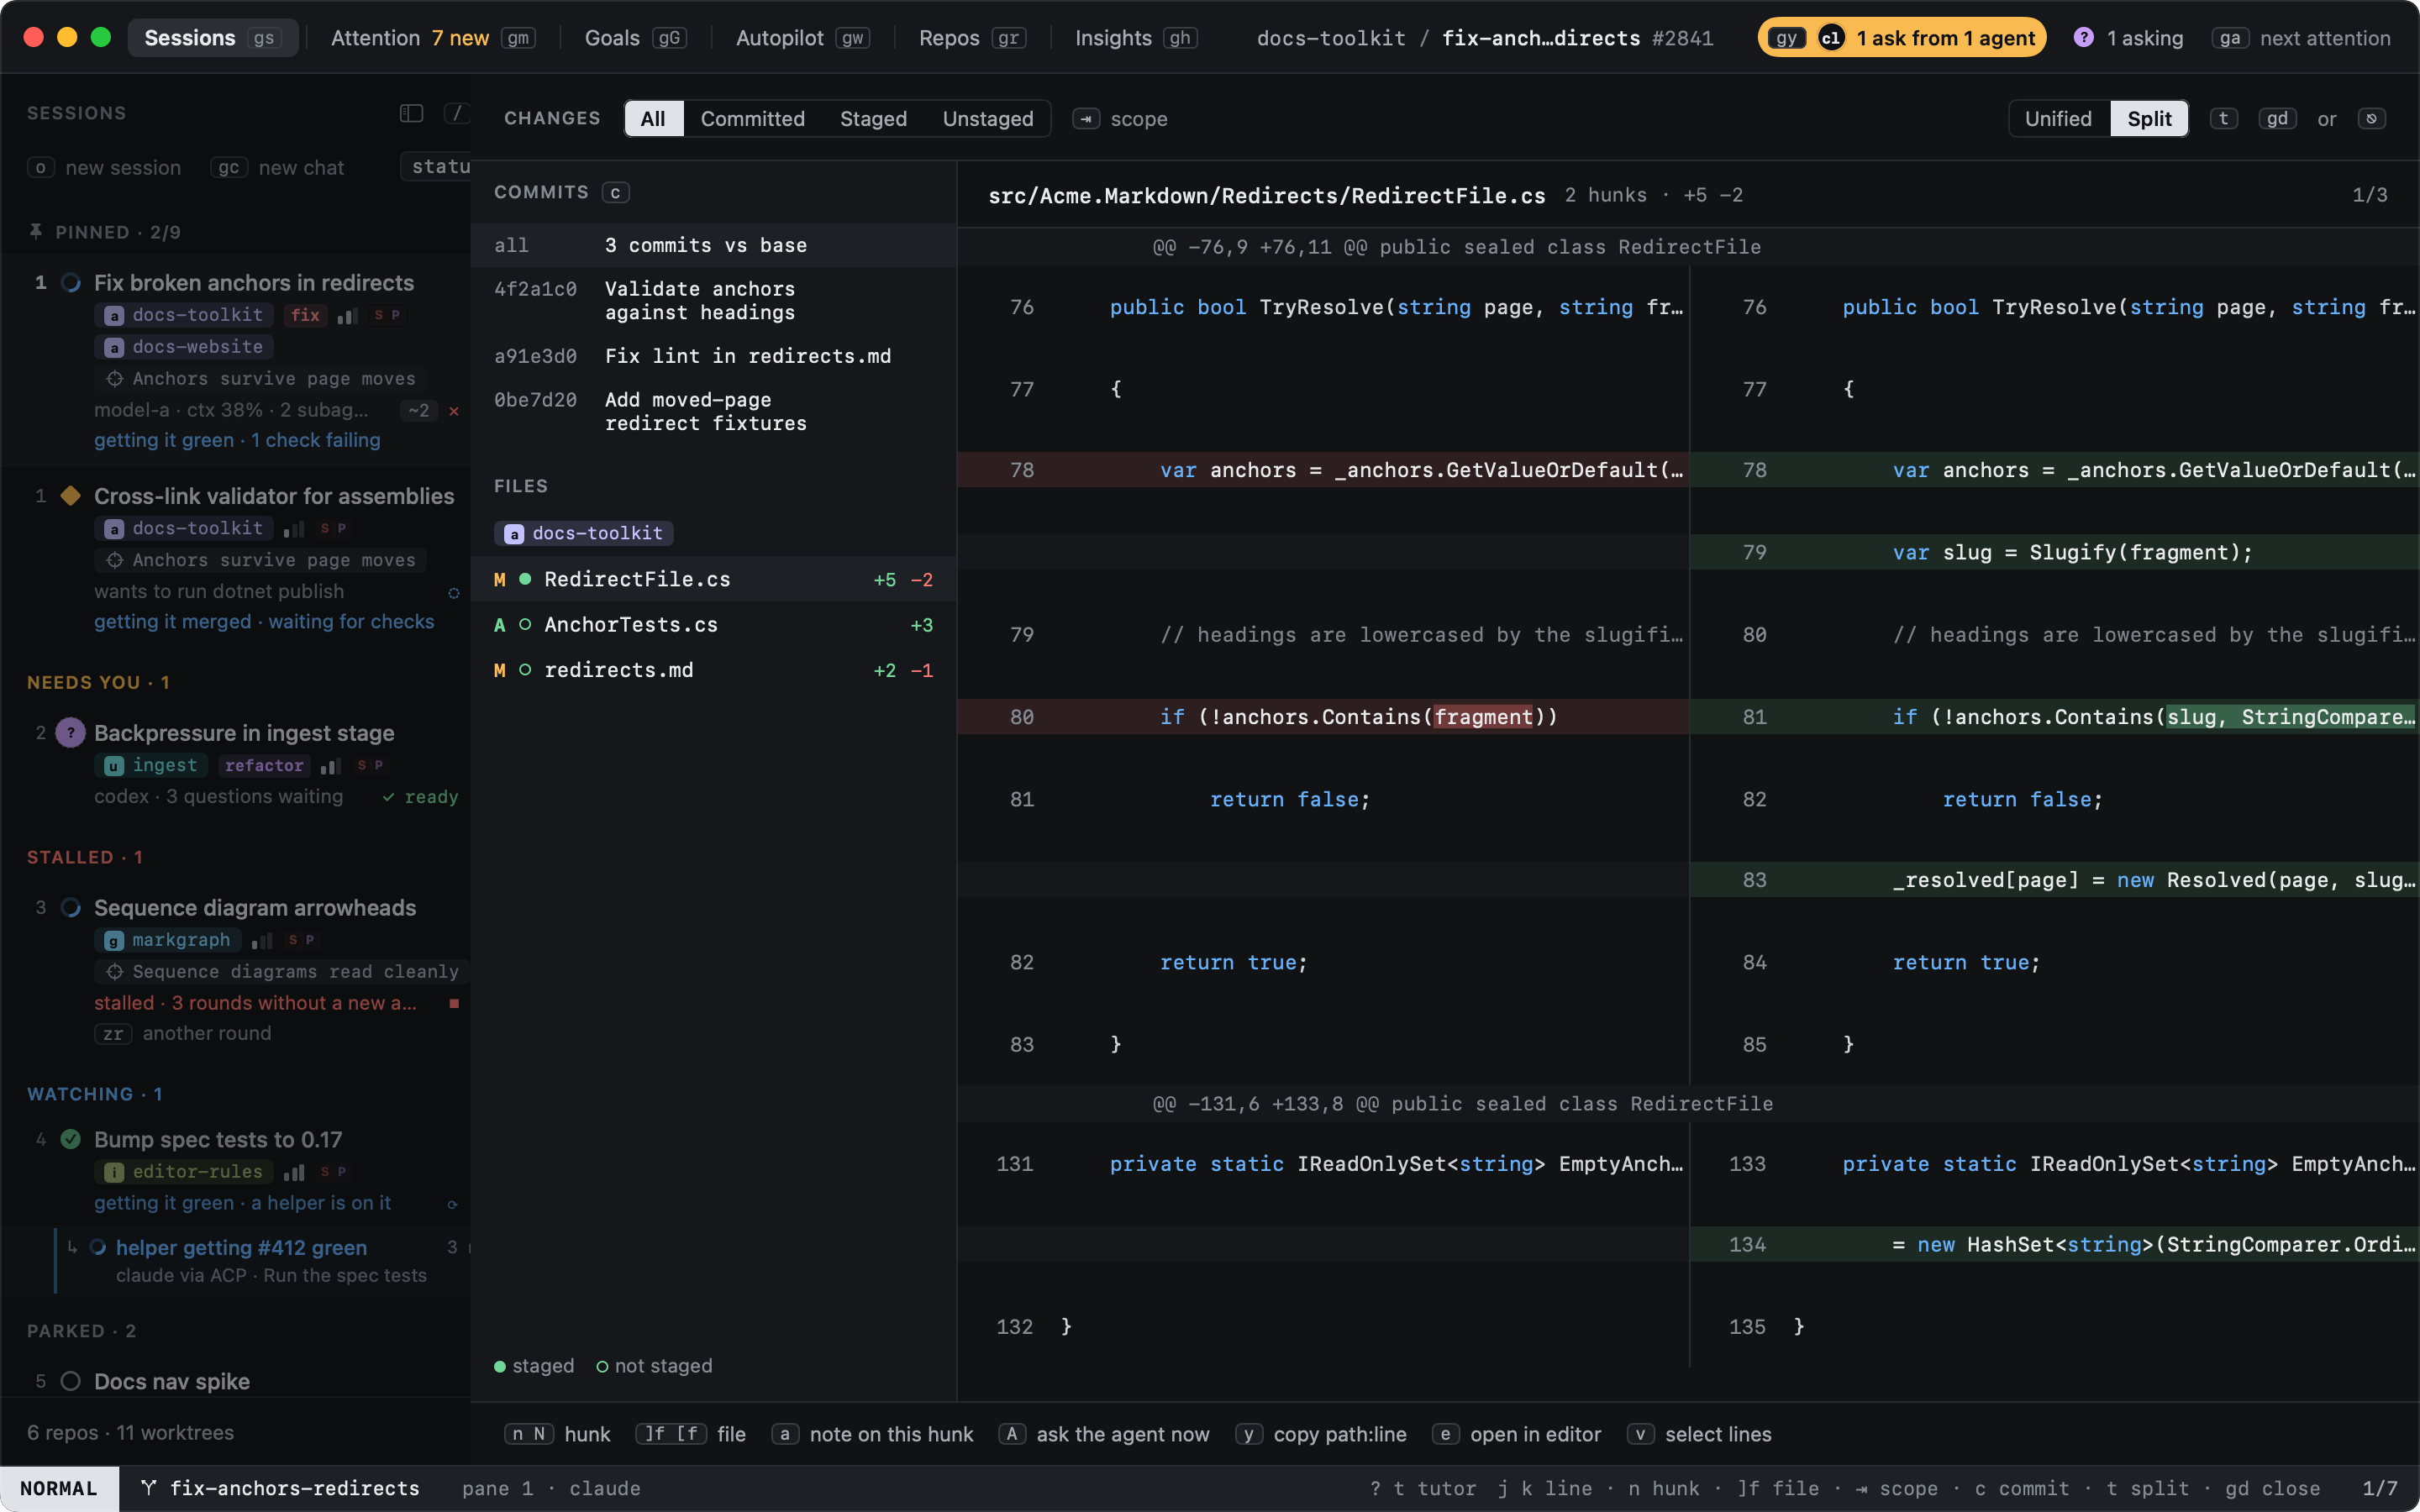 Sessions gs Attention 7 new gm Goals gG Autopilot gw Repos gr Insights gh docs-toolkit / fix-anch…directs #2841 gy cl 1 ask from 1 agent ? 1 asking ga next attention
SESSIONS /
o new session gc new chat statu
PINNED · 2/9
1 Fix broken anchors in redirects
a docs-toolkit fix S P
a docs-website
Anchors survive page moves
model-a · ctx 38% · 2 subag… ~2 ×
getting it green · 1 check failing
1 Cross-link validator for assemblies
a docs-toolkit S P
Anchors survive page moves
wants to run dotnet publish
getting it merged · waiting for checks
NEEDS YOU · 1
2 ? Backpressure in ingest stage
u ingest refactor S P
codex · 3 questions waiting ✓ ready
STALLED · 1
3 Sequence diagram arrowheads
g markgraph S P
Sequence diagrams read cleanly
stalled · 3 rounds without a new a…
zr another round
WATCHING · 1
4 Bump spec tests to 0.17
i editor-rules S P
getting it green · a helper is on it
↳ helper getting #412 green 3
claude via ACP · Run the spec tests
PARKED · 2
5 Docs nav spike
6 repos · 11 worktrees
CHANGES All Committed Staged Unstaged ⇥ scope Unified Split t gd or ⎋
COMMITS c
all 3 commits vs base
4f2a1c0 Validate anchors
against headings
a91e3d0 Fix lint in redirects.md
0be7d20 Add moved-page
redirect fixtures
FILES
a docs-toolkit
M RedirectFile.cs +5 −2
A AnchorTests.cs +3
M redirects.md +2 −1
staged not staged
src/Acme.Markdown/Redirects/RedirectFile.cs 2 hunks · +5 −2 1/3
@@ −76,9 +76,11 @@ public sealed class RedirectFile
76 public bool TryResolve(string page, string fr… 76 public bool TryResolve(string page, string fr…
77 { 77 {
78 var anchors = _anchors.GetValueOrDefault(… 78 var anchors = _anchors.GetValueOrDefault(…
79 var slug = Slugify(fragment);
79 // headings are lowercased by the slugifi… 80 // headings are lowercased by the slugifi…
80 if (!anchors.Contains(fragment)) 81 if (!anchors.Contains(slug, StringCompare…
81 return false; 82 return false;
83 _resolved[page] = new Resolved(page, slug…
82 return true; 84 return true;
83 } 85 }
@@ −131,6 +133,8 @@ public sealed class RedirectFile
131 private static IReadOnlySet<string> EmptyAnch… 133 private static IReadOnlySet<string> EmptyAnch…
134 = new HashSet<string>(StringComparer.Ordi…
132 } 135 }
n N hunk ]f [f file a note on this hunk A ask the agent now y copy path:line e open in editor v select lines
NORMAL fix-anchors-redirects pane 1 · claude ? t tutor j k line · n hunk · ]f file · ⇥ scope · c commit · t split · gd close 1/7